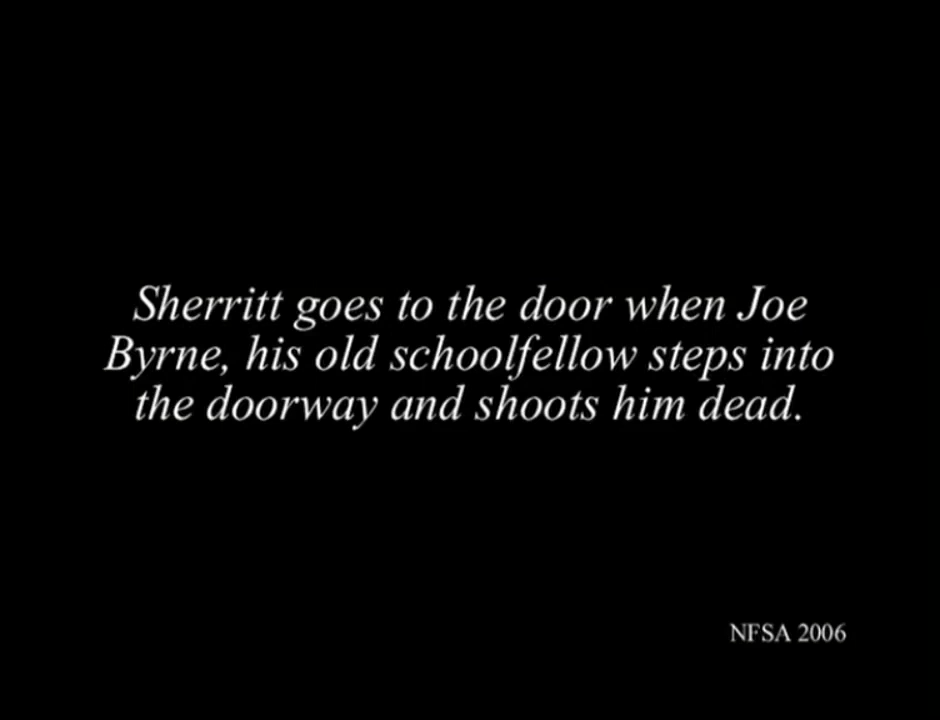 Sherritt goes to the door when Joe
Byrne, his old schoolfellow steps into
the doorway and shoots him dead.
NFSA 2006